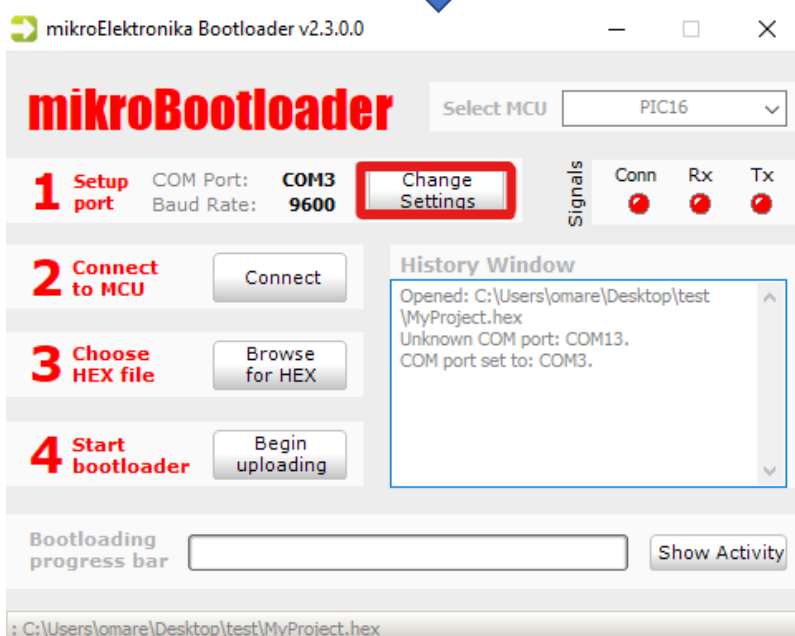 mikroElektronika Bootloader v2.3.0.0
mikroBootloader
Select MCU PIC16
1 Setup port
COM Port: COM3
Baud Rate: 9600
Change Settings
Signals
Conn Rx Tx
2 Connect to MCU
Connect
History Window
Opened: C:\Users\omare\Desktop\test
\MyProject.hex
Unknown COM port: COM13.
COM port set to: COM3.
3 Choose HEX file
Browse for HEX
4 Start bootloader
Begin uploading
Bootloading progress bar
Show Activity
: C:\Users\omare\Desktop\test\MyProject.hex